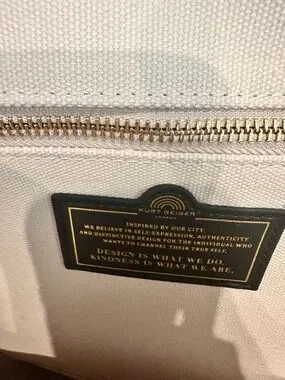 KURT GEIGER
LONDON
INSPIRED BY OUR CITY.
WE BELIEVE IN SELF-EXPRESSION, AUTHENTICITY
AND DISTINCTIVE DESIGN FOR THE INDIVIDUAL WHO
WANTS TO CHANNEL THEIR TRUE SELF.
DESIGN IS WHAT WE DO.
KINDNESS IS WHAT WE ARE.